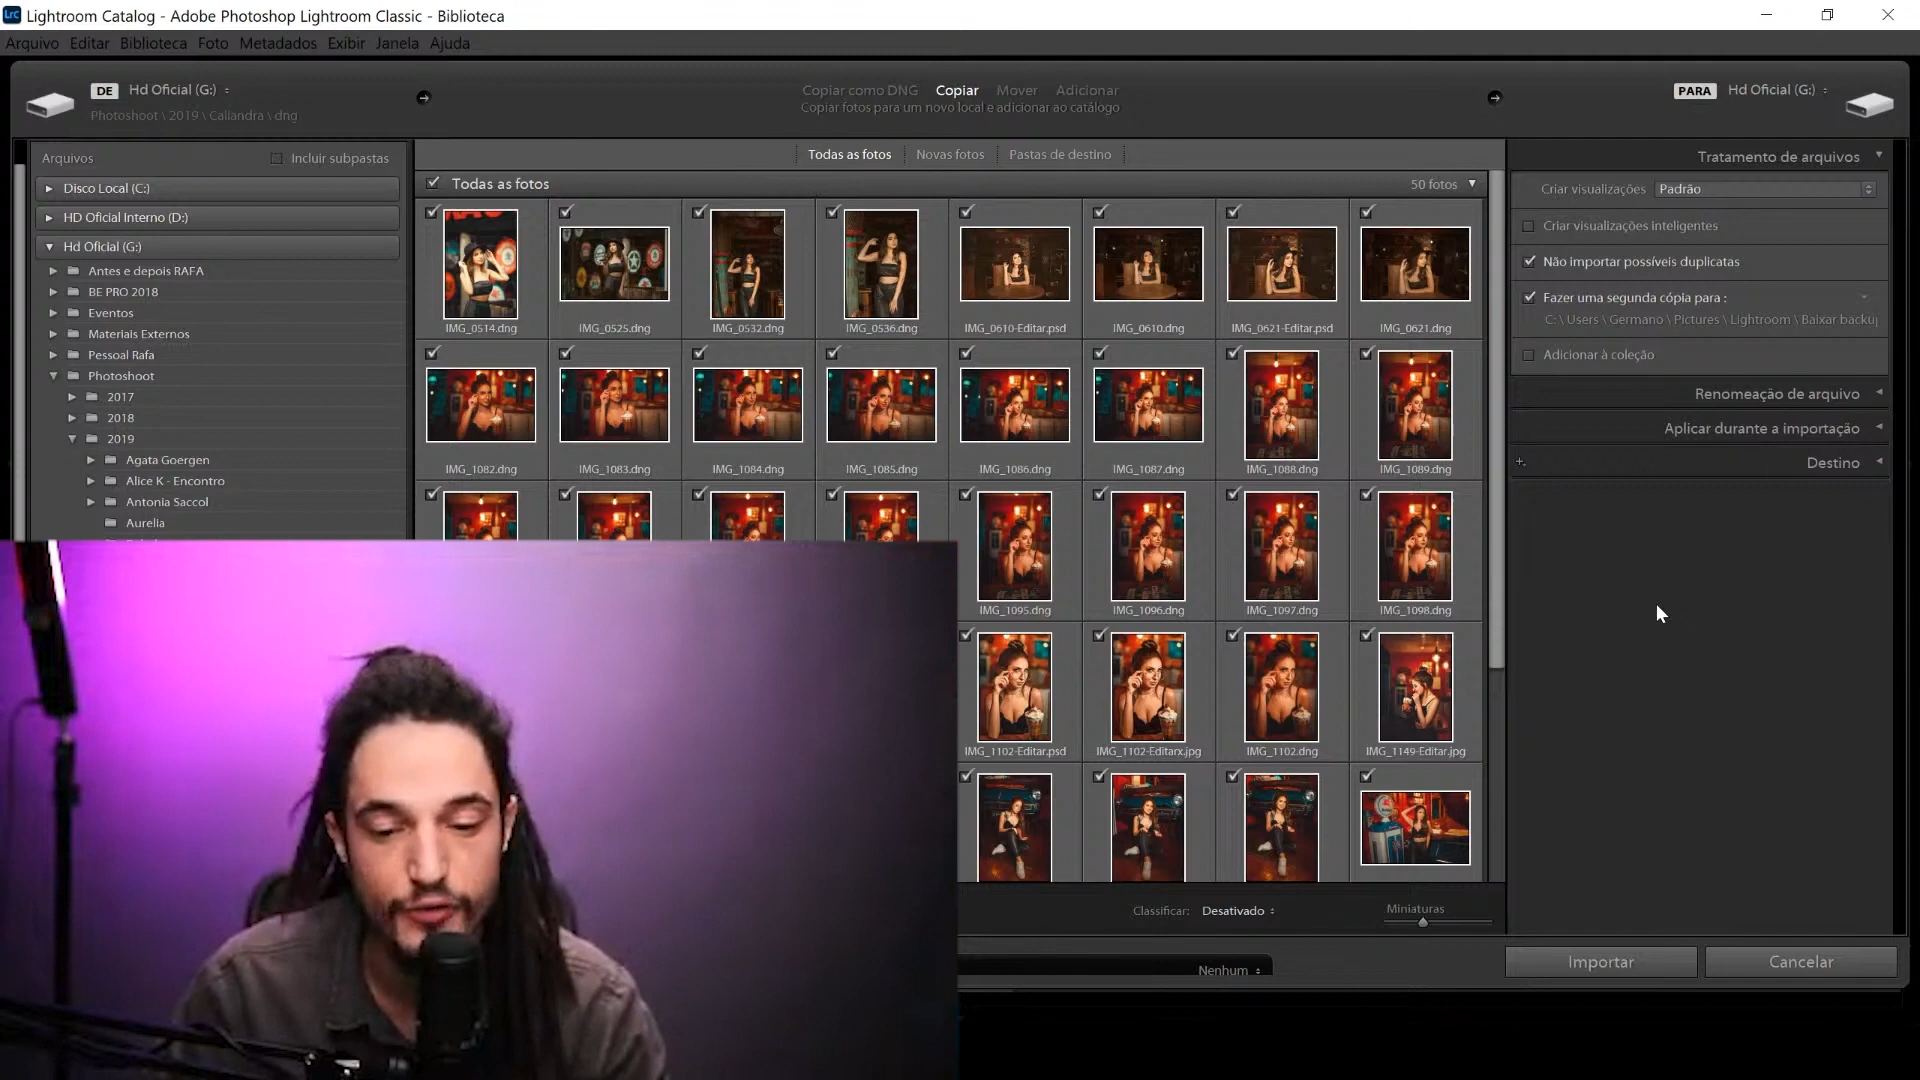 Lightroom Catalog - Adobe Photoshop Lightroom Classic - Biblioteca
Arquivo Editar Biblioteca Foto Metadados Exibir Janela Ajuda
DE Hd Oficial (G:)
Photoshoot \ 2019 \ Caliandra \ dng
Copiar como DNG Copiar Mover Adicionar
Copiar fotos para um novo local e adicionar ao catálogo
PARA Hd Oficial (G:)
Arquivos Incluir subpastas
Disco Local (C:)
HD Oficial Interno (D:)
Hd Oficial (G:)
Antes e depois RAFA
BE PRO 2018
Eventos
Materiais Externos
Pessoal Rafa
Photoshoot
2017
2018
2019
Agata Goergen
Alice K - Encontro
Antonia Saccol
Aurelia
Todas as fotos Novas fotos Pastas de destino
Todas as fotos 50 fotos
IMG_0514.dng IMG_0525.dng IMG_0532.dng IMG_0536.dng IMG_0610-Editar.psd IMG_0610.dng IMG_0621-Editar.psd IMG_0621.dng
IMG_1082.dng IMG_1083.dng IMG_1084.dng IMG_1085.dng IMG_1086.dng IMG_1087.dng IMG_1088.dng IMG_1089.dng
IMG_1095.dng IMG_1096.dng IMG_1097.dng IMG_1098.dng
IMG_1102-Editar.psd IMG_1102-Editarx.jpg IMG_1102.dng IMG_1149-Editar.jpg
Classificar: Desativado Miniaturas
Nenhum
Tratamento de arquivos
Criar visualizações Padrão
Criar visualizações inteligentes
Não importar possíveis duplicatas
Fazer uma segunda cópia para :
C: \ Users \ Germano \ Pictures \ Lightroom \ Baixar backu
Adicionar à coleção
Renomeação de arquivo
Aplicar durante a importação
Destino
Importar Cancelar